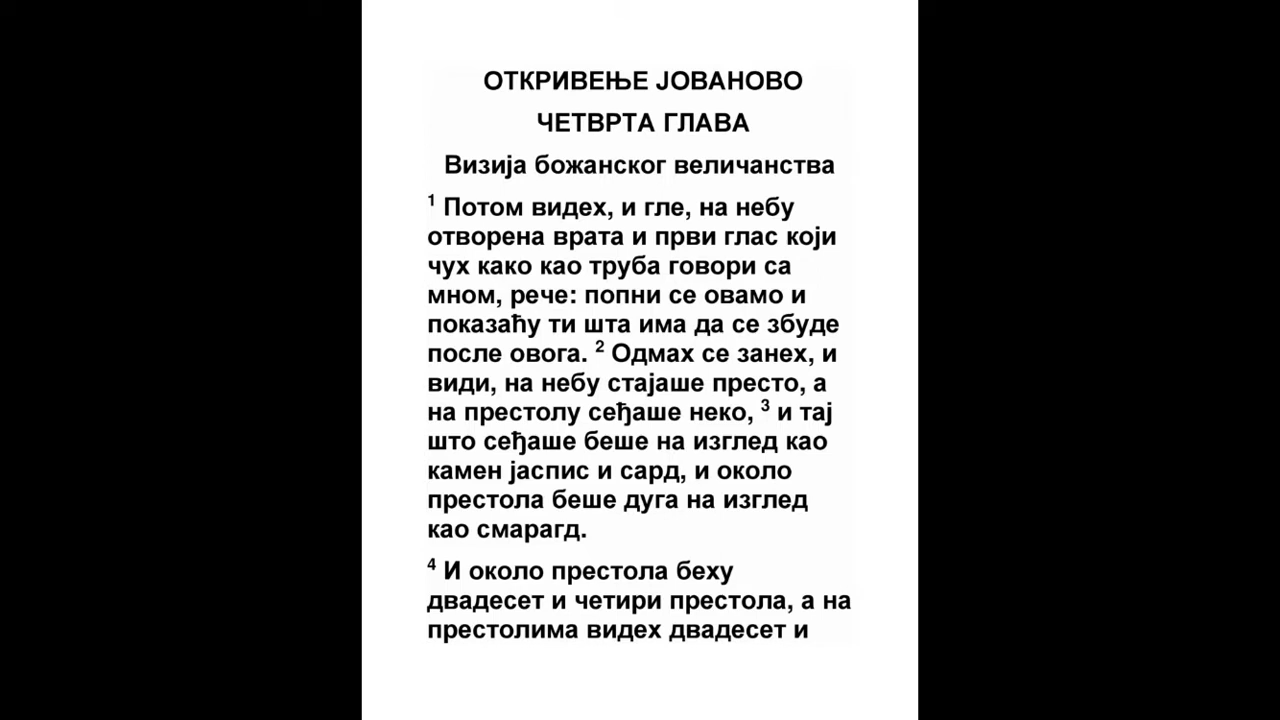 ОТКРИВЕЊЕ ЈОВАНОВО
ЧЕТВРТА ГЛАВА
Визија божанског величанства
1 Потом видех, и гле, на небу
отворена врата и први глас који
чух како као труба говори са
мном, рече: попни се овамо и
показаћу ти шта има да се збуде
после овога. 2 Одмах се занех, и
види, на небу стајаше престо, а
на престолу сеђаше неко, 3 и тај
што сеђаше беше на изглед као
камен јаспис и сард, и около
престола беше дуга на изглед
као смарагд.
4 И около престола беху
двадесет и четири престола, а на
престолима видех двадесет и